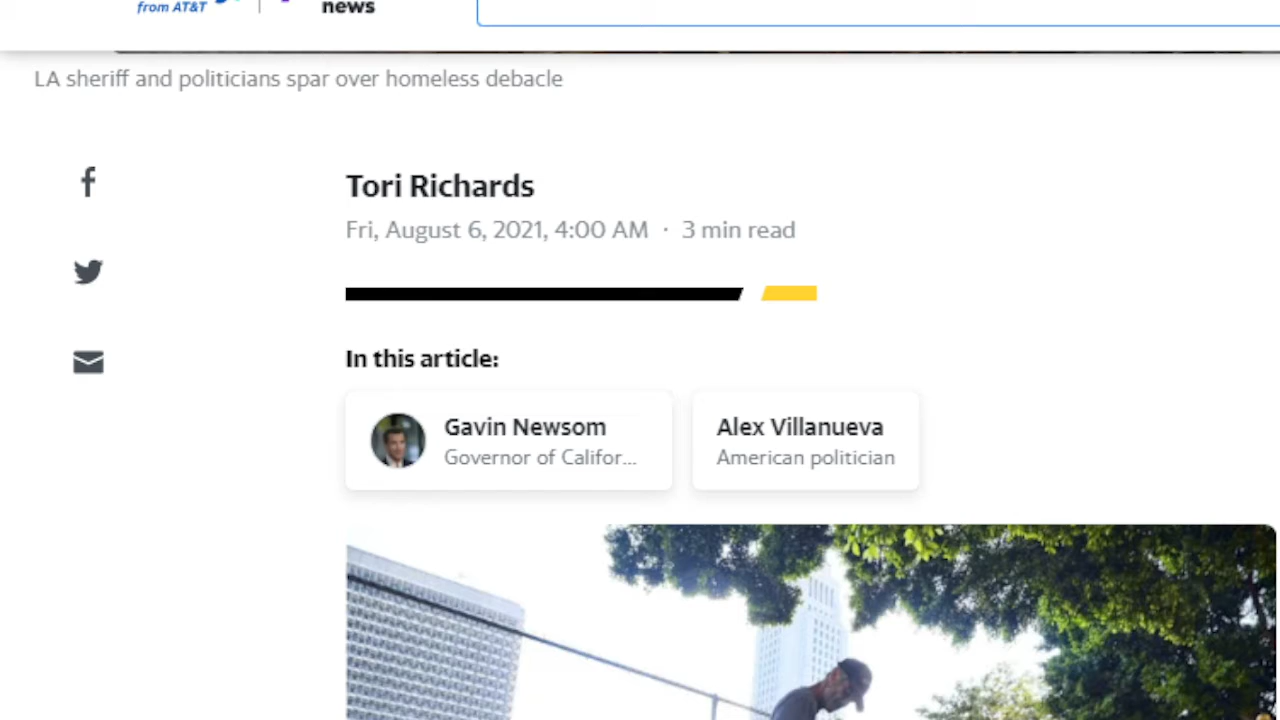 from AT&T
news
LA sheriff and politicians spar over homeless debacle
Tori Richards
Fri, August 6, 2021, 4:00 AM · 3 min read
In this article:
Gavin Newsom
Governor of Califor...
Alex Villanueva
American politician